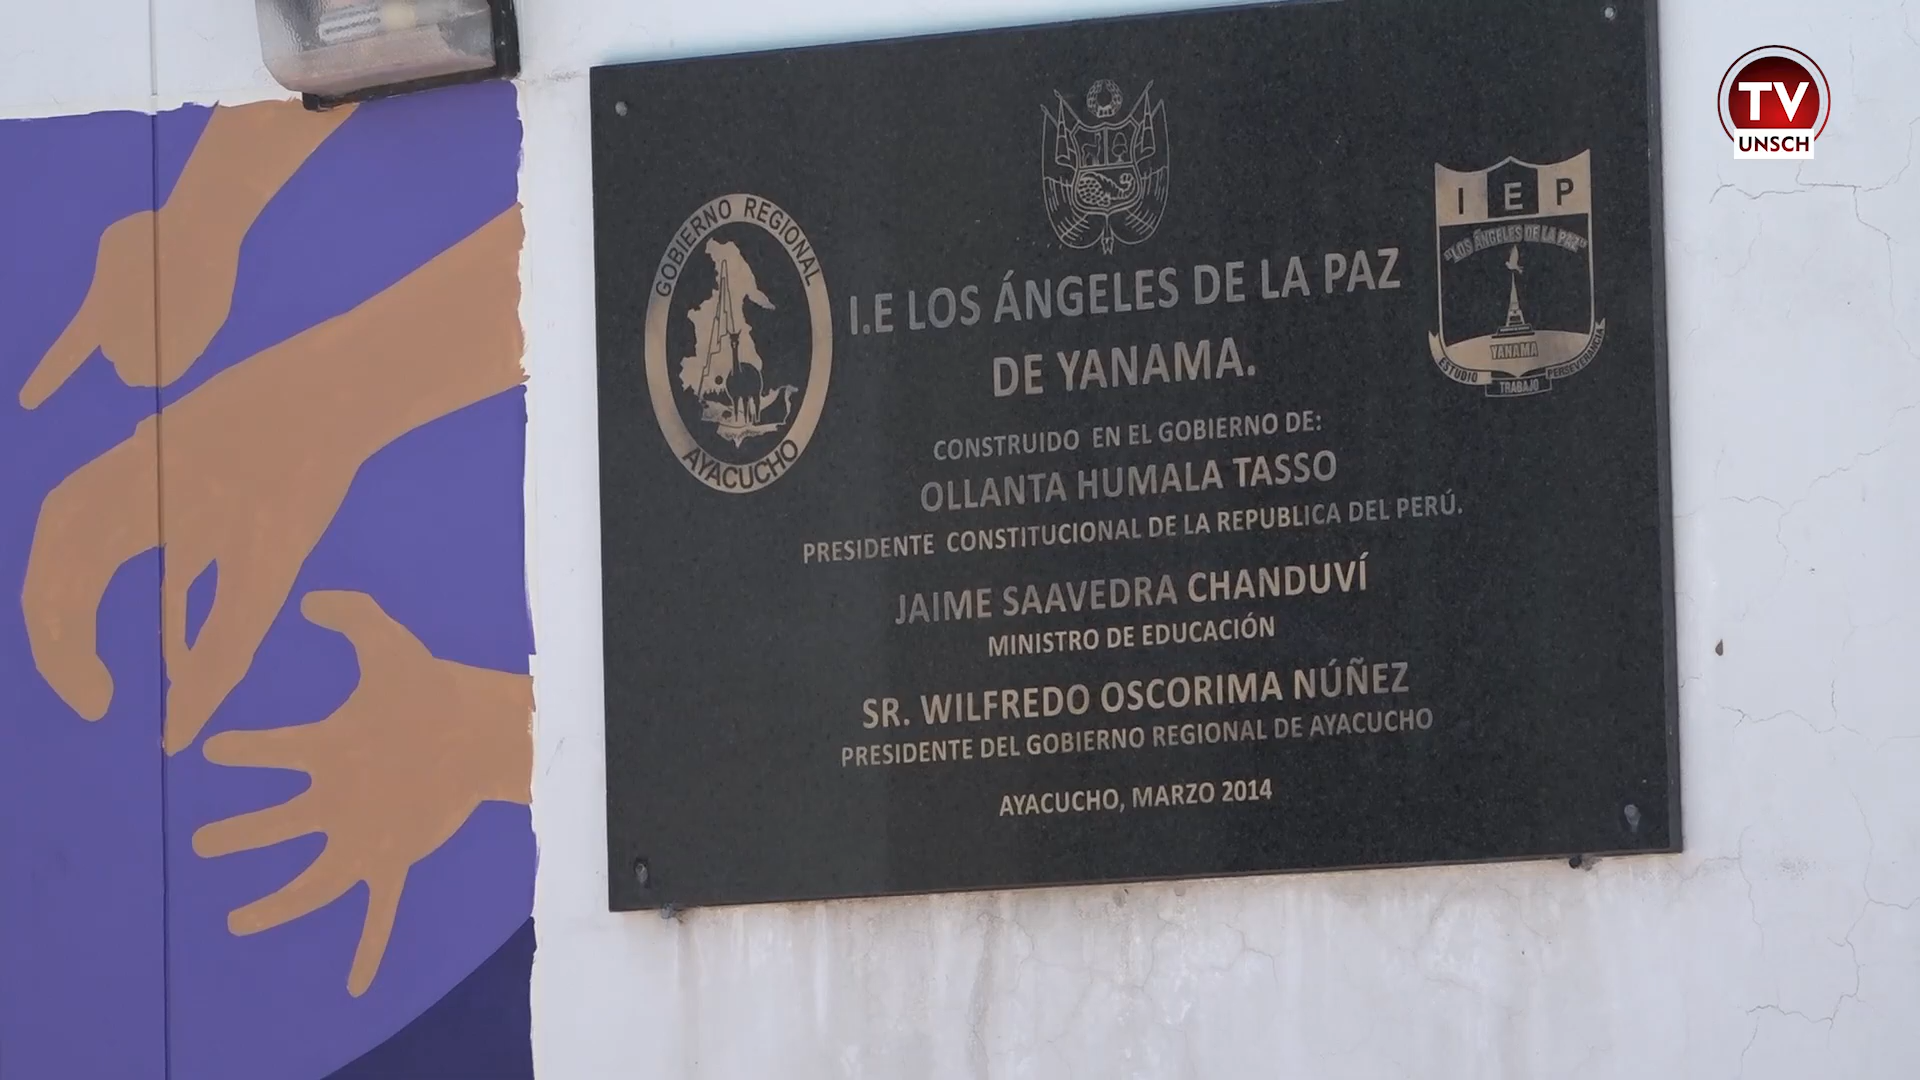 TV
UNSCH
GOBIERNO REGIONAL
AYACUCHO
I E P
"LOS ÁNGELES DE LA PAZ"
YANAMA
ESTUDIO
TRABAJO
PERSEVERANCIA
I.E LOS ÁNGELES DE LA PAZ
DE YANAMA.
CONSTRUIDO EN EL GOBIERNO DE:
OLLANTA HUMALA TASSO
PRESIDENTE CONSTITUCIONAL DE LA REPUBLICA DEL PERÚ.
JAIME SAAVEDRA CHANDUVÍ
MINISTRO DE EDUCACIÓN
SR. WILFREDO OSCORIMA NÚÑEZ
PRESIDENTE DEL GOBIERNO REGIONAL DE AYACUCHO
AYACUCHO, MARZO 2014